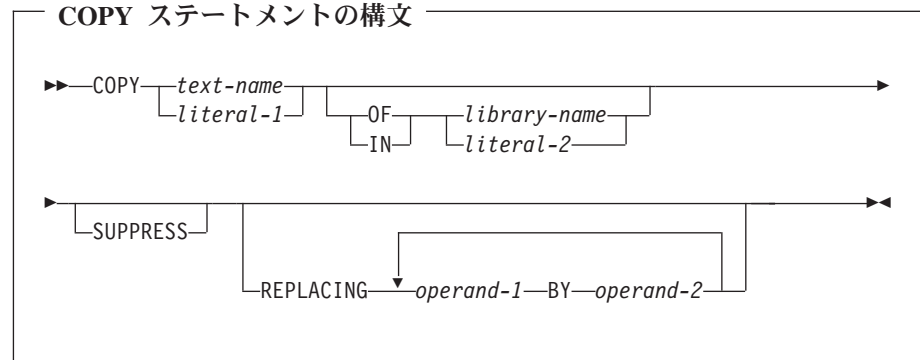 COPY ステートメントの構文
COPY text-name
literal-1
OF
IN
library-name
literal-2
SUPPRESS
REPLACING operand-1 BY operand-2